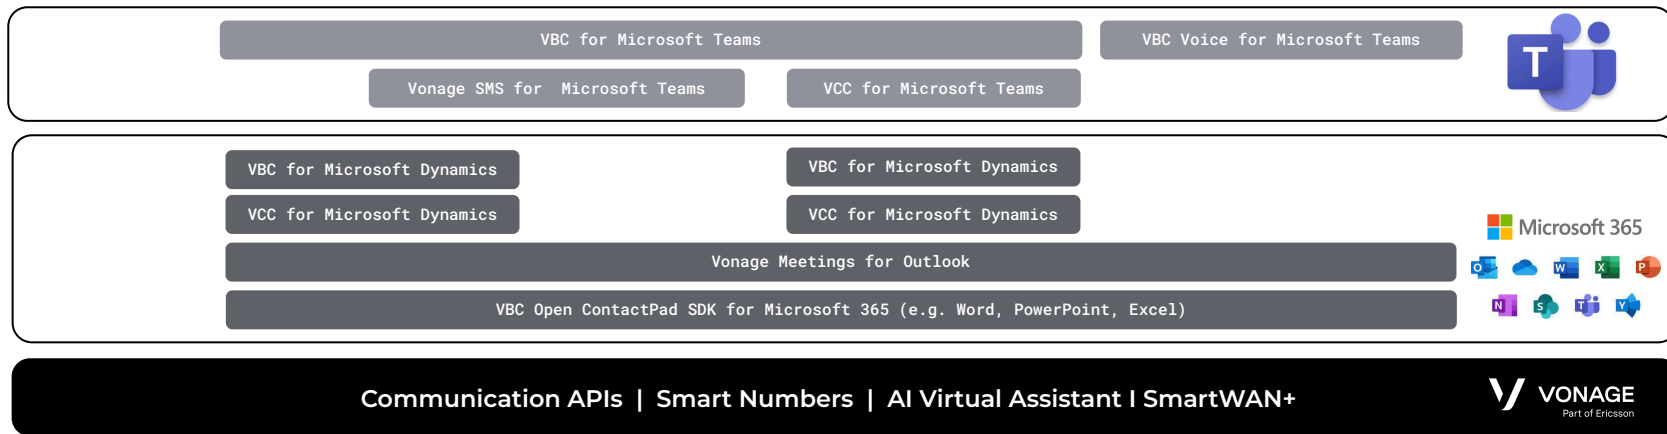 VBC for Microsoft Teams
VBC Voice for Microsoft Teams
T
Vonage SMS for  Microsoft Teams
VCC for Microsoft Teams
VBC for Microsoft Dynamics
VBC for Microsoft Dynamics
VCC for Microsoft Dynamics
VCC for Microsoft Dynamics
Microsoft 365
Vonage Meetings for Outlook
O W X P
VBC Open ContactPad SDK for Microsoft 365 (e.g. Word, PowerPoint, Excel)
N S T Y
Communication APIs | Smart Numbers | AI Virtual Assistant I SmartWAN+
VONAGE
Part of Ericsson